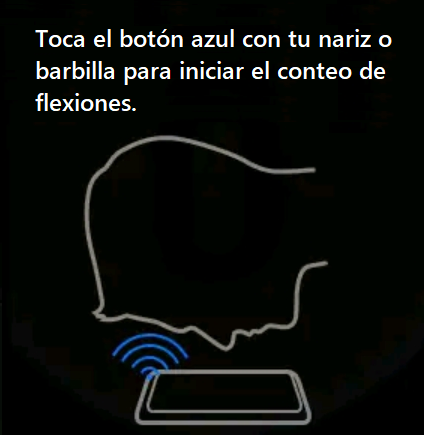 Toca el botón azul con tu nariz o
barbilla para iniciar el conteo de
flexiones.